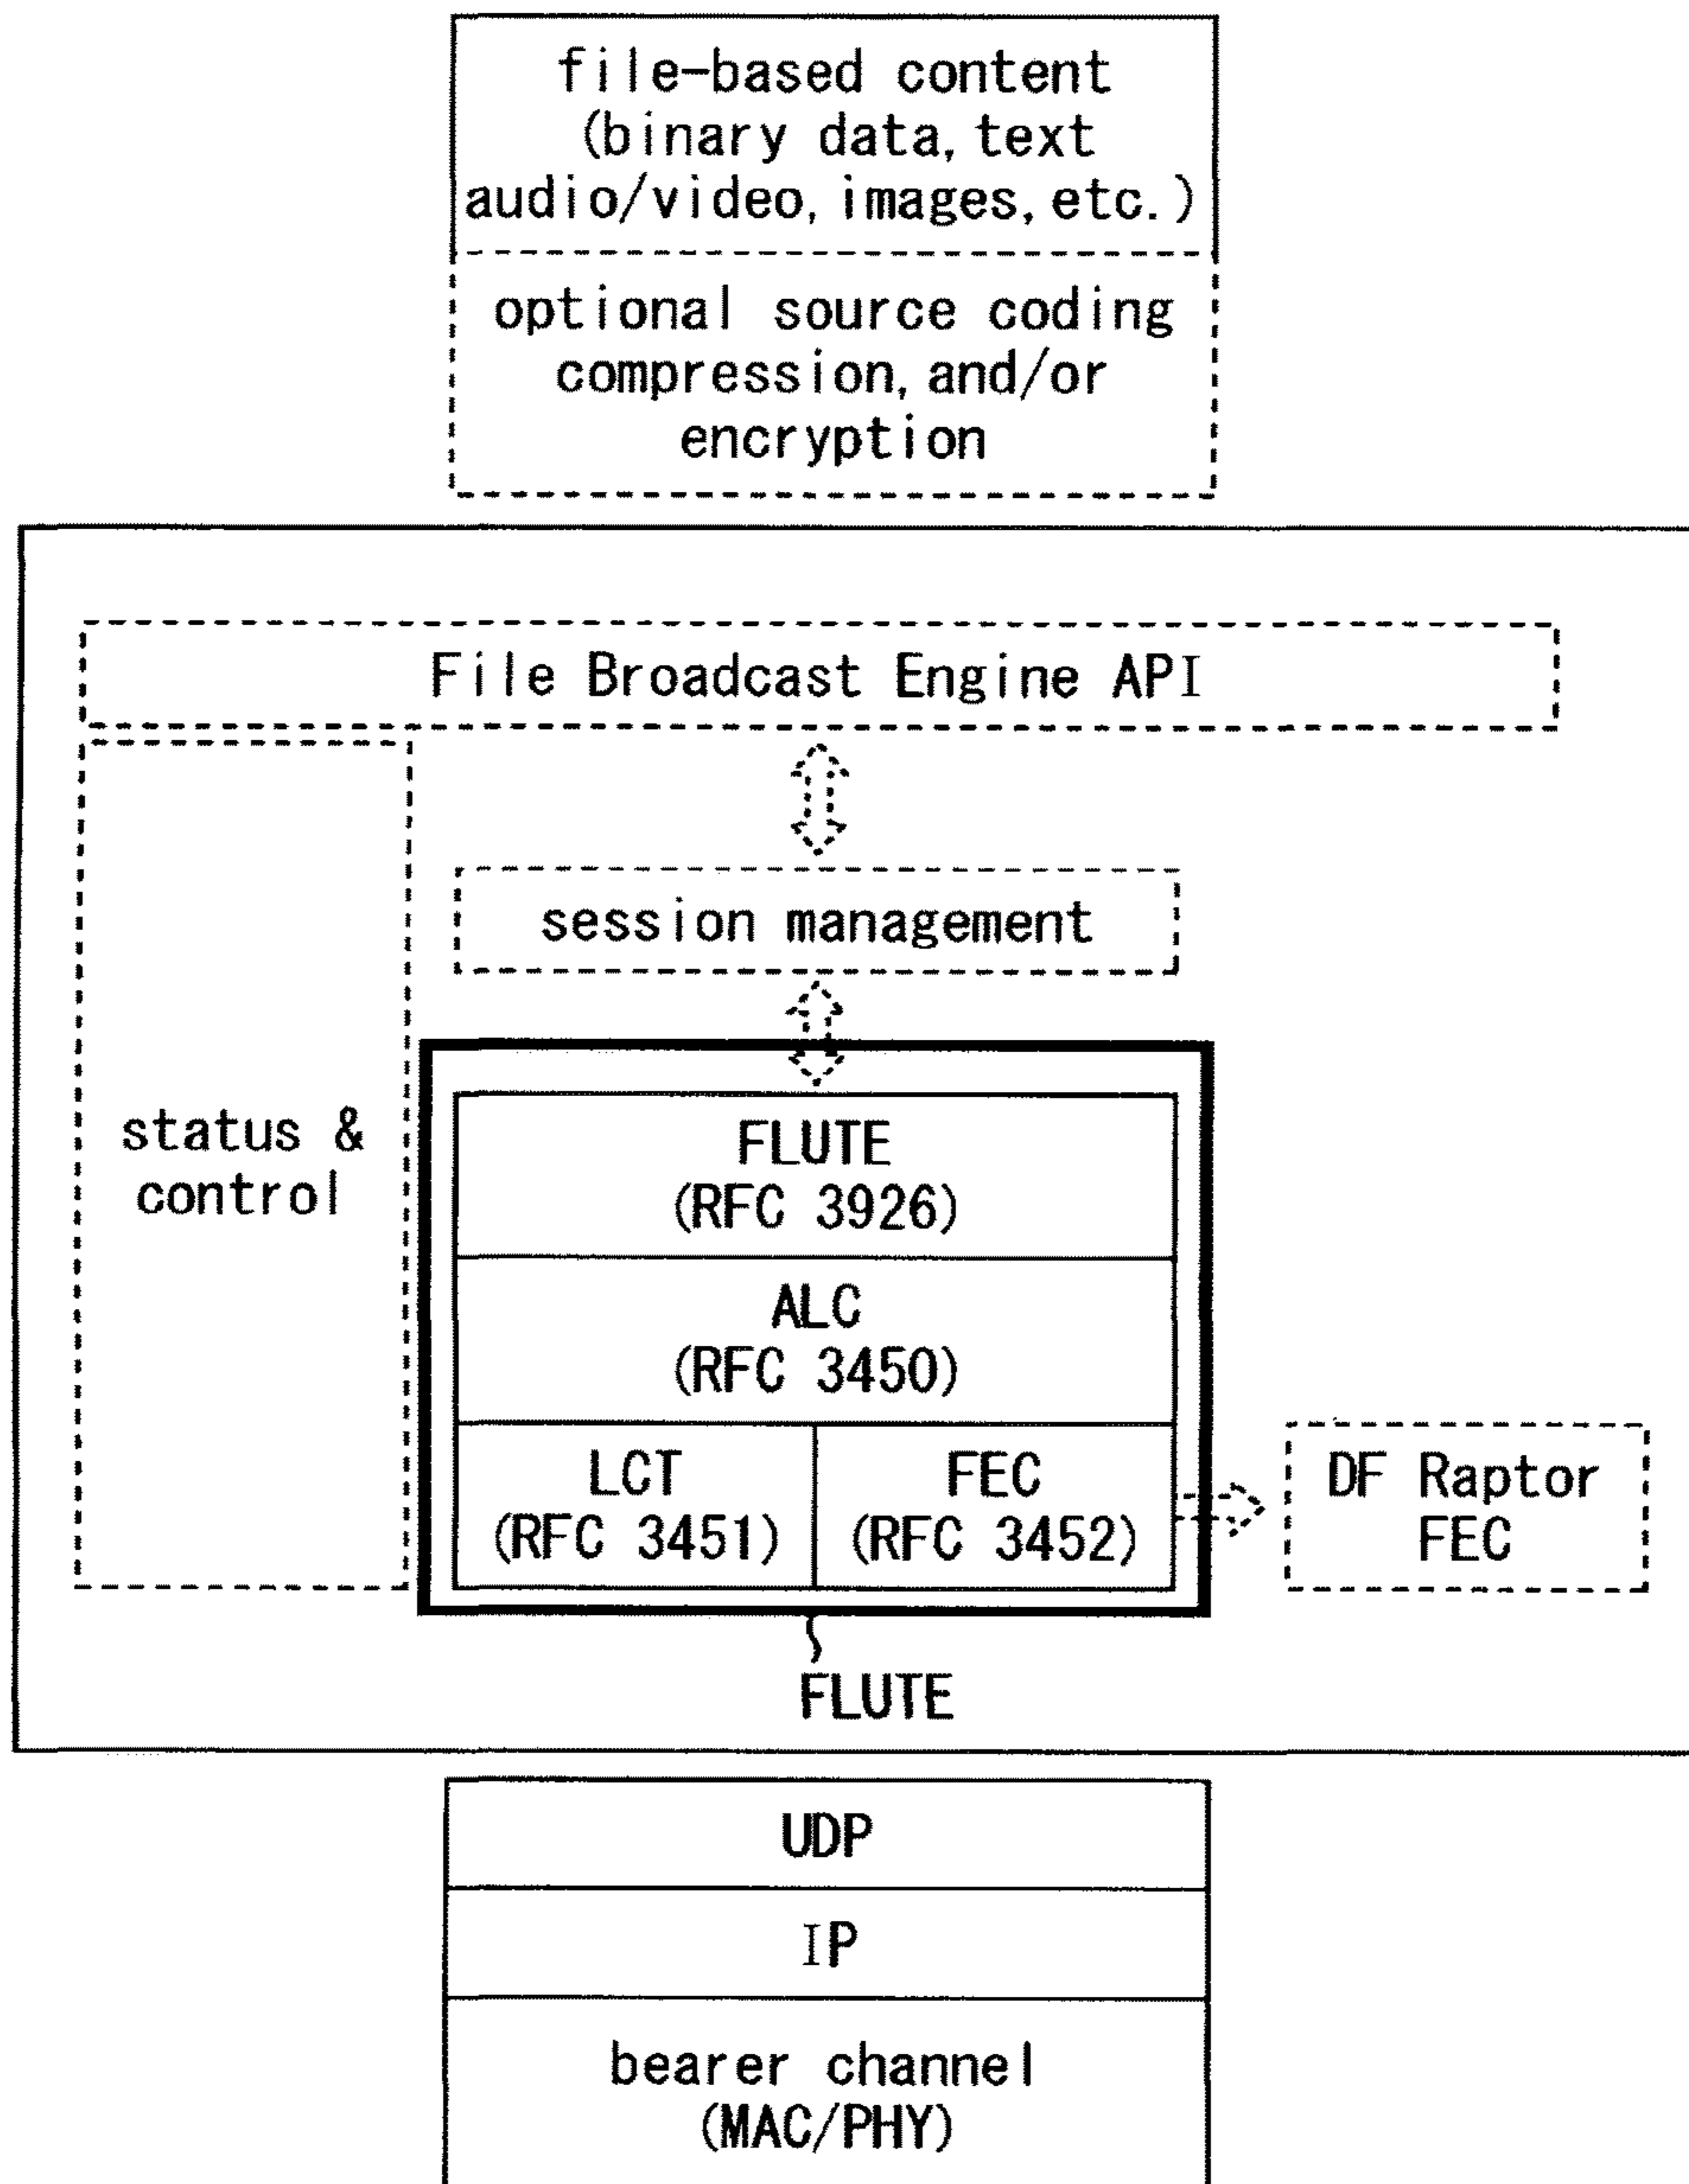 file-based content
(binary data, text
audio/video, images, etc.)
optional source coding
compression, and/or
encryption
File Broadcast Engine API
session management
status &
control
FLUTE
(RFC 3926)
ALC
(RFC 3450)
LCT
(RFC 3451)
FEC
(RFC 3452)
DF Raptor
FEC
FLUTE
UDP
IP
bearer channel
(MAC/PHY)